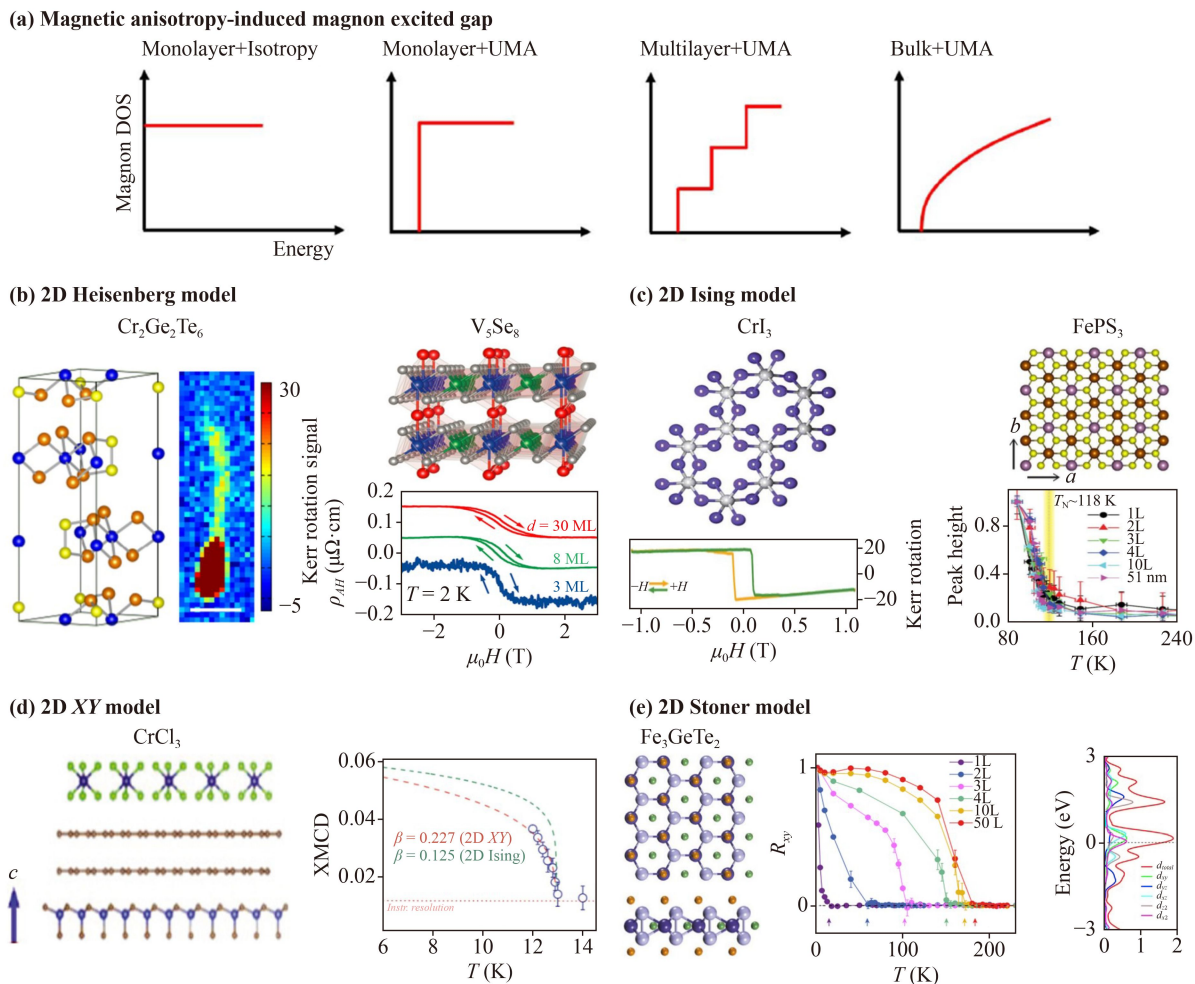 (a) Magnetic anisotropy-induced magnon excited gap
Monolayer+Isotropy
Monolayer+UMA
Multilayer+UMA
Bulk+UMA
Magnon DOS
Energy
(b) 2D Heisenberg model
Cr₂Ge₂Te₆
30
Kerr rotation signal
−5
V₅Se₈
0.2
0.1
0.0
−0.1
−0.2
ρAH (μΩ·cm)
d = 30 ML
8 ML
3 ML
T = 2 K
−2 0 2
μ₀H (T)
(c) 2D Ising model
CrI₃
−H
+H
20
0
−20
Kerr rotation
−1.0 −0.5 0.0 0.5 1.0
μ₀H (T)
FePS₃
b
a
TN~118 K
1L
2L
3L
4L
10L
51 nm
Peak height
0.8
0.4
0.0
80 160 240
T (K)
(d) 2D XY model
CrCl₃
c
XMCD
0.06
0.04
0.02
β = 0.227 (2D XY)
β = 0.125 (2D Ising)
Instr. resolution
6 8 10 12 14
T (K)
(e) 2D Stoner model
Fe₃GeTe₂
Rxy
1
0
1L
2L
3L
4L
10L
50 L
0 100 200
T (K)
Energy (eV)
3
0
−3
dtotal
dxy
dyz
dxz
dz2
dx2
0 1 2